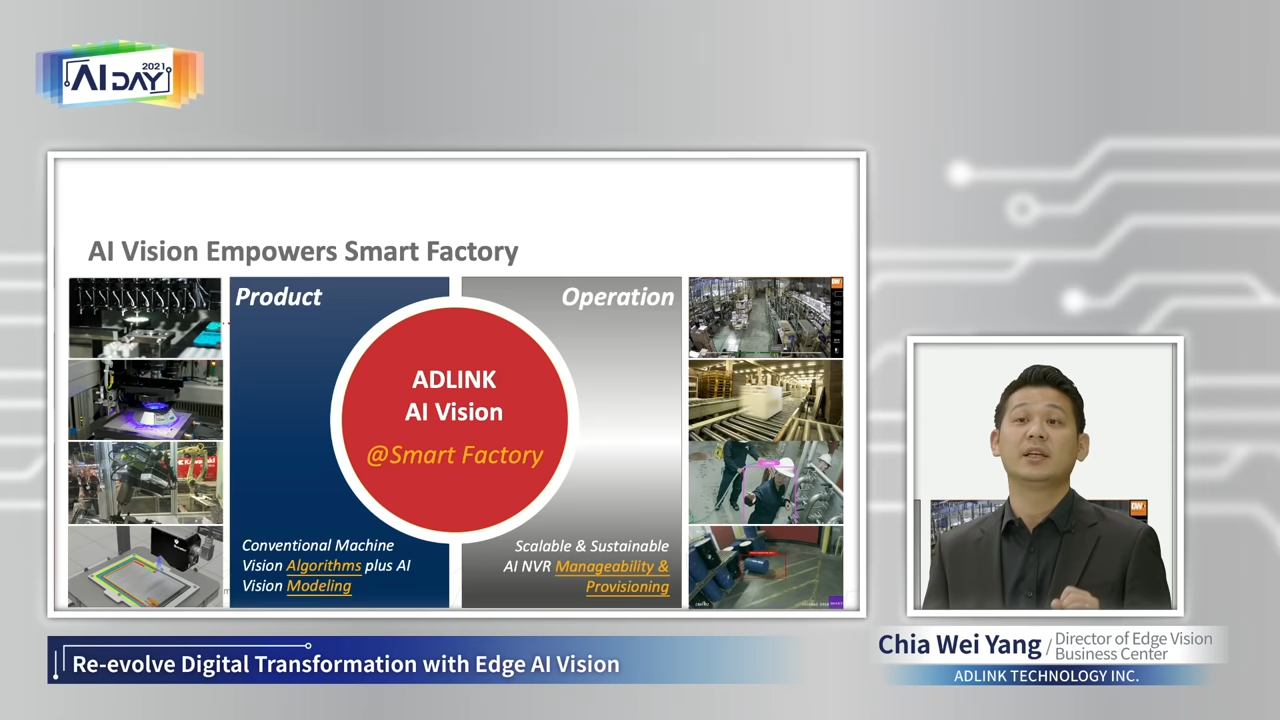 AI DAY 2021
AI Vision Empowers Smart Factory
Product
Operation
ADLINK
AI Vision
@Smart Factory
Conventional Machine
Vision Algorithms plus AI
Vision Modeling
Scalable & Sustainable
AI NVR Manageability &
Provisioning
Re-evolve Digital Transformation with Edge AI Vision
Chia Wei Yang / Director of Edge Vision
Business Center
ADLINK TECHNOLOGY INC.